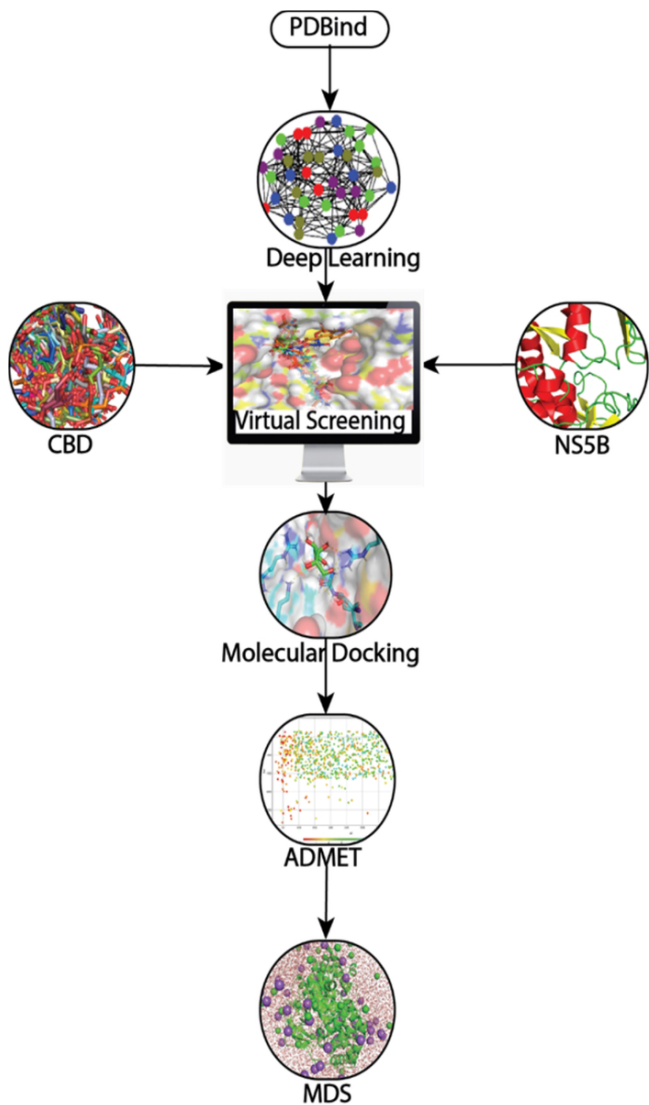 PDBind
Deep Learning
Virtual Screening
CBD
NS5B
Molecular Docking
ADMET
MDS